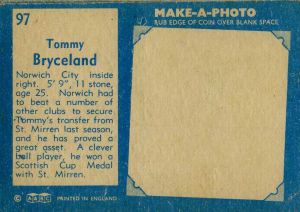 97
Tommy
Bryceland
Norwich City inside
right. 5' 9", 11 stone,
age 25. Norwich had
to beat a number of
other clubs to secure
Tommy's transfer from
St. Mirren last season,
and he has proved a
great asset. A clever
ball player, he won a
Scottish Cup Medal
with St. Mirren.
© A&BC PRINTED IN ENGLAND
MAKE-A-PHOTO
RUB EDGE OF COIN OVER BLANK SPACE